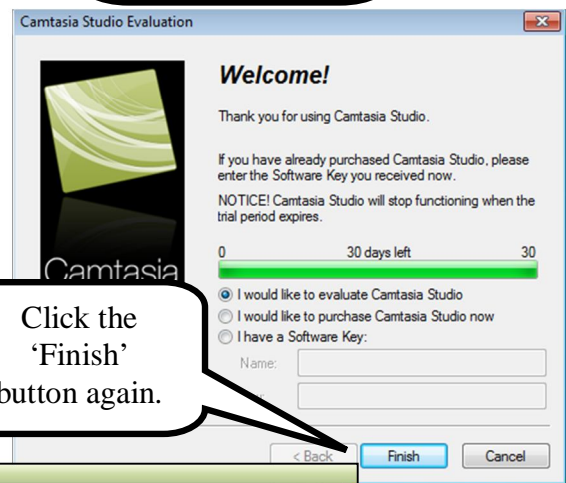 Camtasia Studio Evaluation
Welcome!
Thank you for using Camtasia Studio.
If you have already purchased Camtasia Studio, please
enter the Software Key you received now.
NOTICE! Camtasia Studio will stop functioning when the
trial period expires.
0 30 days left 30
Camtasia
I would like to evaluate Camtasia Studio
I would like to purchase Camtasia Studio now
I have a Software Key:
Name:
Click the
‘Finish’
button again.
< Back Finish Cancel